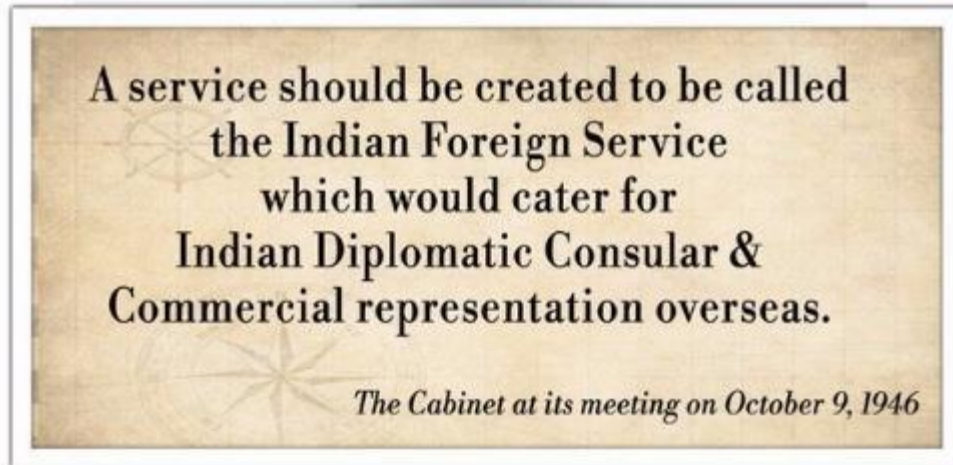 A service should be created to be called
the Indian Foreign Service
which would cater for
Indian Diplomatic Consular &
Commercial representation overseas.
The Cabinet at its meeting on October 9, 1946